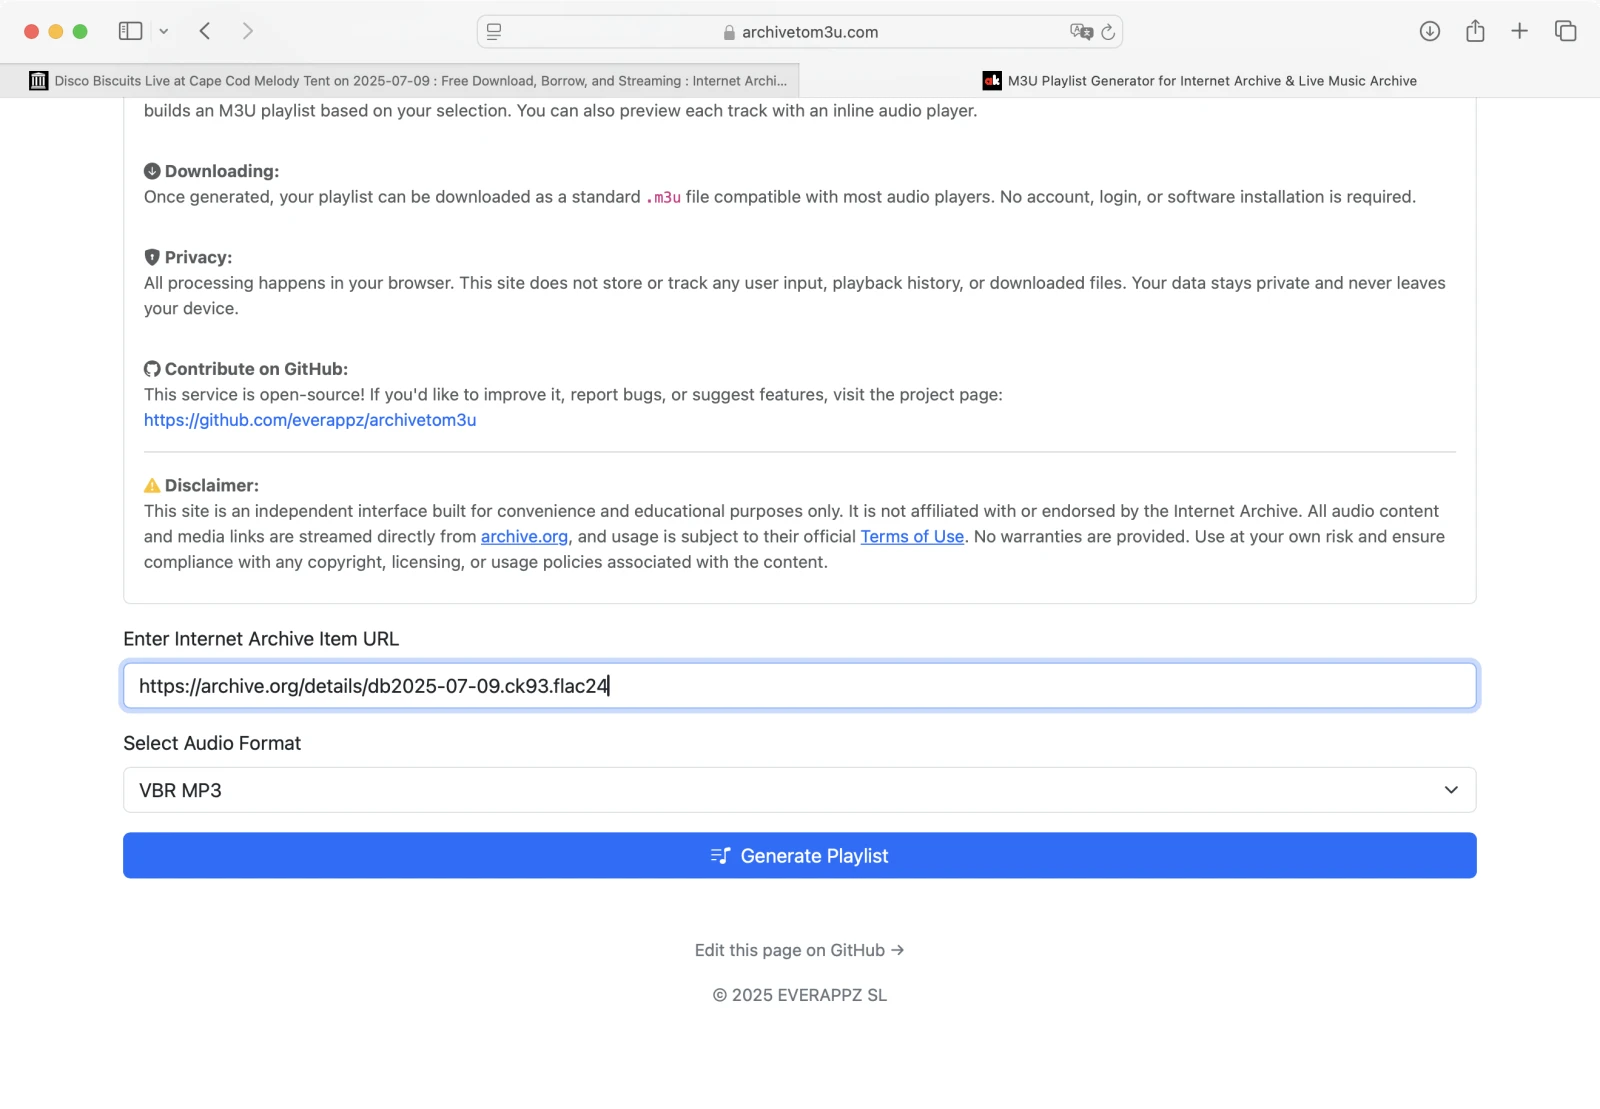 archivetom3u.com
Disco Biscuits Live at Cape Cod Melody Tent on 2025-07-09 : Free Download, Borrow, and Streaming : Internet Archi...
M3U Playlist Generator for Internet Archive & Live Music Archive
builds an M3U playlist based on your selection. You can also preview each track with an inline audio player.
Downloading:
Once generated, your playlist can be downloaded as a standard .m3u file compatible with most audio players. No account, login, or software installation is required.
Privacy:
All processing happens in your browser. This site does not store or track any user input, playback history, or downloaded files. Your data stays private and never leaves
your device.
Contribute on GitHub:
This service is open-source! If you'd like to improve it, report bugs, or suggest features, visit the project page:
https://github.com/everappz/archivetom3u
Disclaimer:
This site is an independent interface built for convenience and educational purposes only. It is not affiliated with or endorsed by the Internet Archive. All audio content
and media links are streamed directly from archive.org, and usage is subject to their official Terms of Use. No warranties are provided. Use at your own risk and ensure
compliance with any copyright, licensing, or usage policies associated with the content.
Enter Internet Archive Item URL
https://archive.org/details/db2025-07-09.ck93.flac24
Select Audio Format
VBR MP3
Generate Playlist
Edit this page on GitHub →
© 2025 EVERAPPZ SL